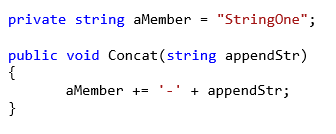 private string aMember = "StringOne";
public void Concat(string appendStr)
{
aMember += '-' + appendStr;
}